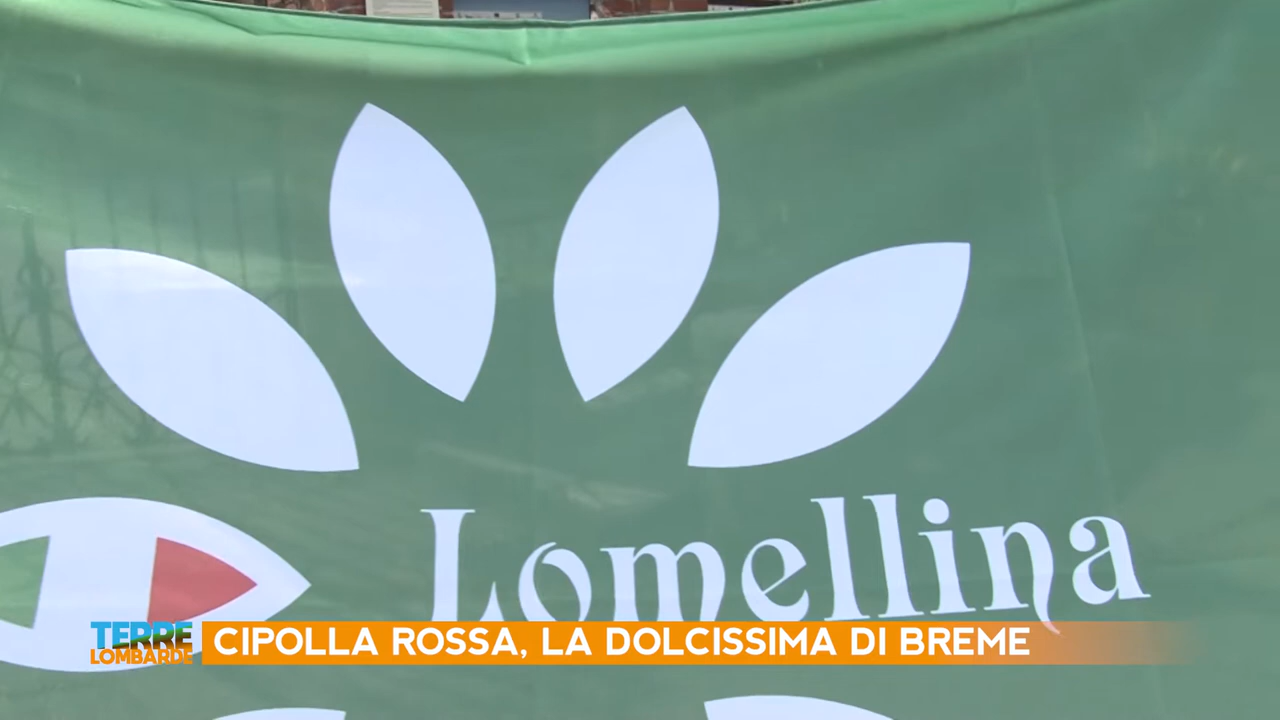 Lomellina
TERRE
LOMBARDE
CIPOLLA ROSSA, LA DOLCISSIMA DI BREME